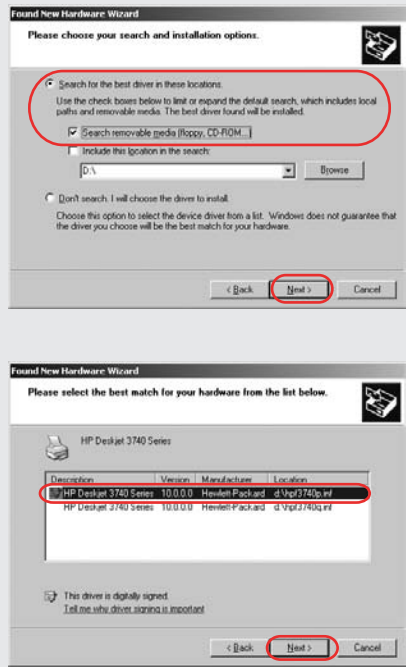 Found New Hardware Wizard
Please choose your search and installation options.
Search for the best driver in these locations.
Use the check boxes below to limit or expand the default search, which includes local
paths and removable media. The best driver found will be installed.
Search removable media (floppy, CD-ROM...)
Include this location in the search:
D:\
Browse
Don't search. I will choose the driver to install.
Choose this option to select the device driver from a list. Windows does not guarantee that
the driver you choose will be the best match for your hardware.
< Back Next > Cancel
Found New Hardware Wizard
Please select the best match for your hardware from the list below.
HP Deskjet 3740 Series
Description Version Manufacturer Location
HP Deskjet 3740 Series 10.0.0.0 Hewlett-Packard d:\hpf3740p.inf
HP Deskjet 3740 Series 10.0.0.0 Hewlett-Packard d:\hpf3740q.inf
This driver is digitally signed.
Tell me why driver signing is important
< Back Next > Cancel